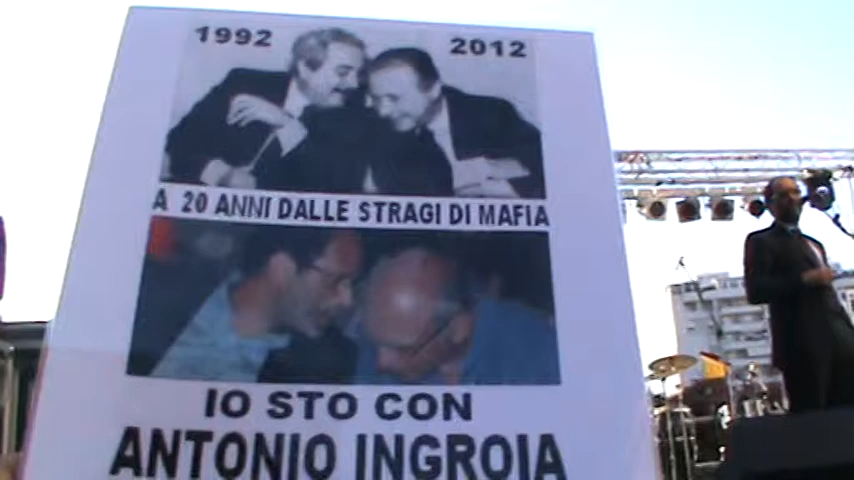 1992 2012
A 20 ANNI DALLE STRAGI DI MAFIA
IO STO CON
ANTONIO INGROIA